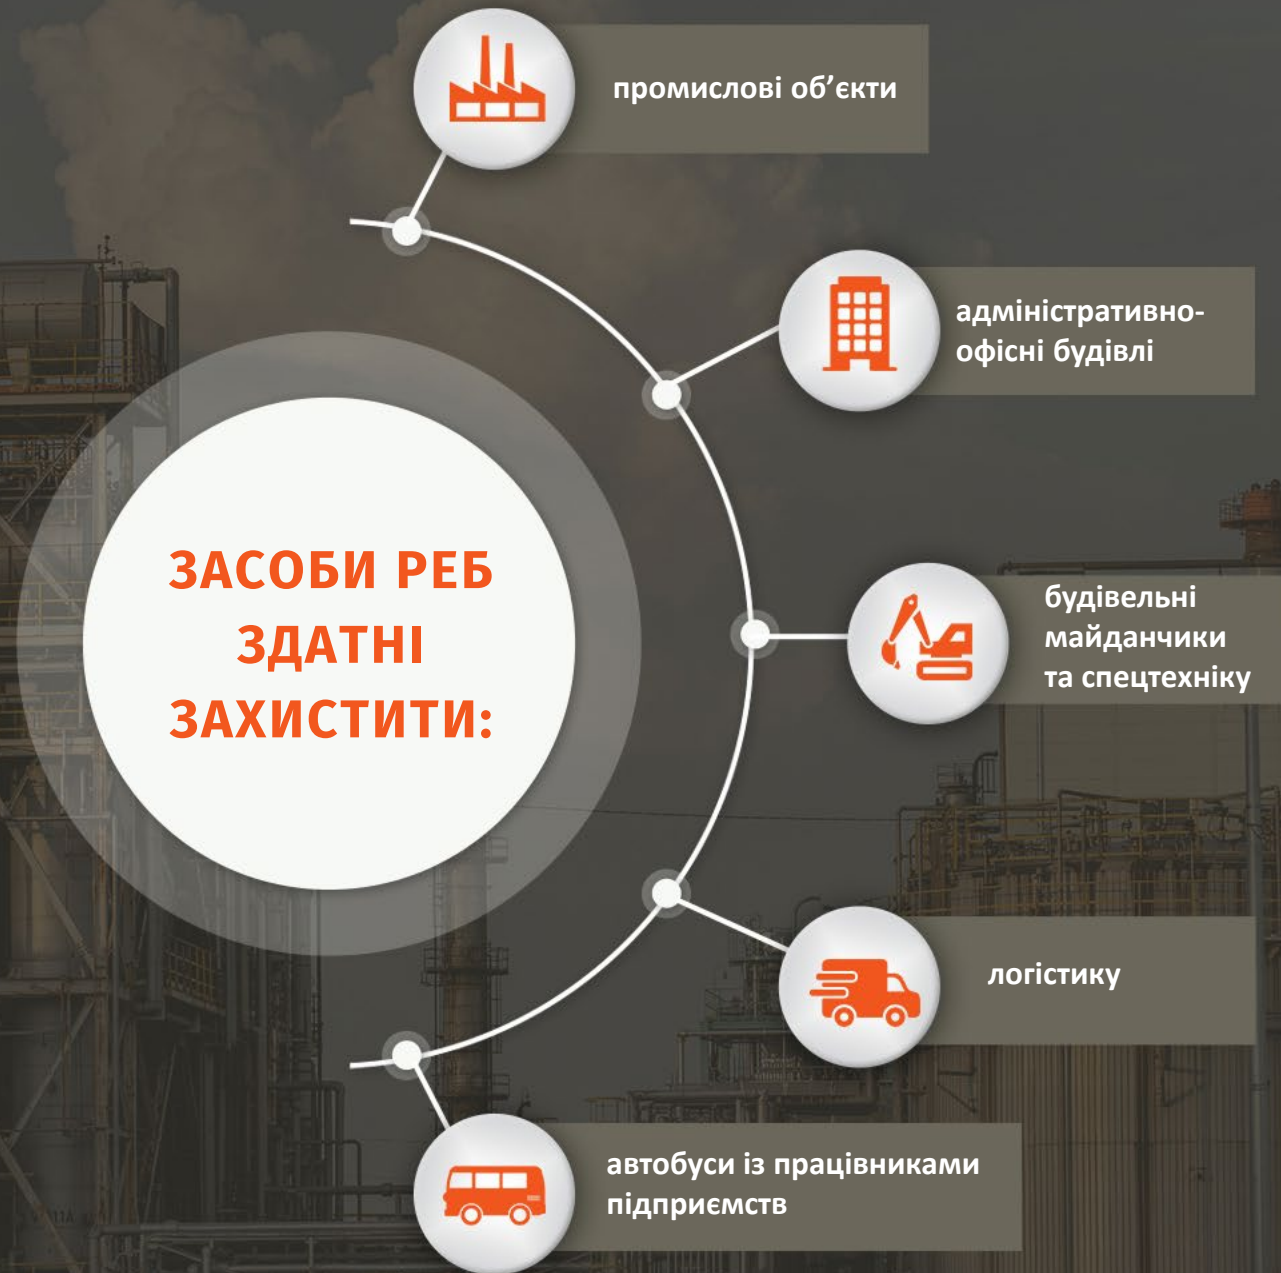 промислові об’єкти
адміністративно-
офісні будівлі
ЗАСОБИ РЕБ
ЗДАТНІ
ЗАХИСТИТИ:
будівельні
майданчики
та спецтехніку
логістику
автобуси із працівниками
підприємств